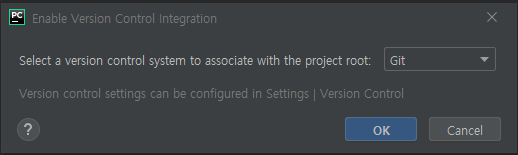 PC Enable Version Control Integration
Select a version control system to associate with the project root: Git
Version control settings can be configured in Settings | Version Control
? OK Cancel